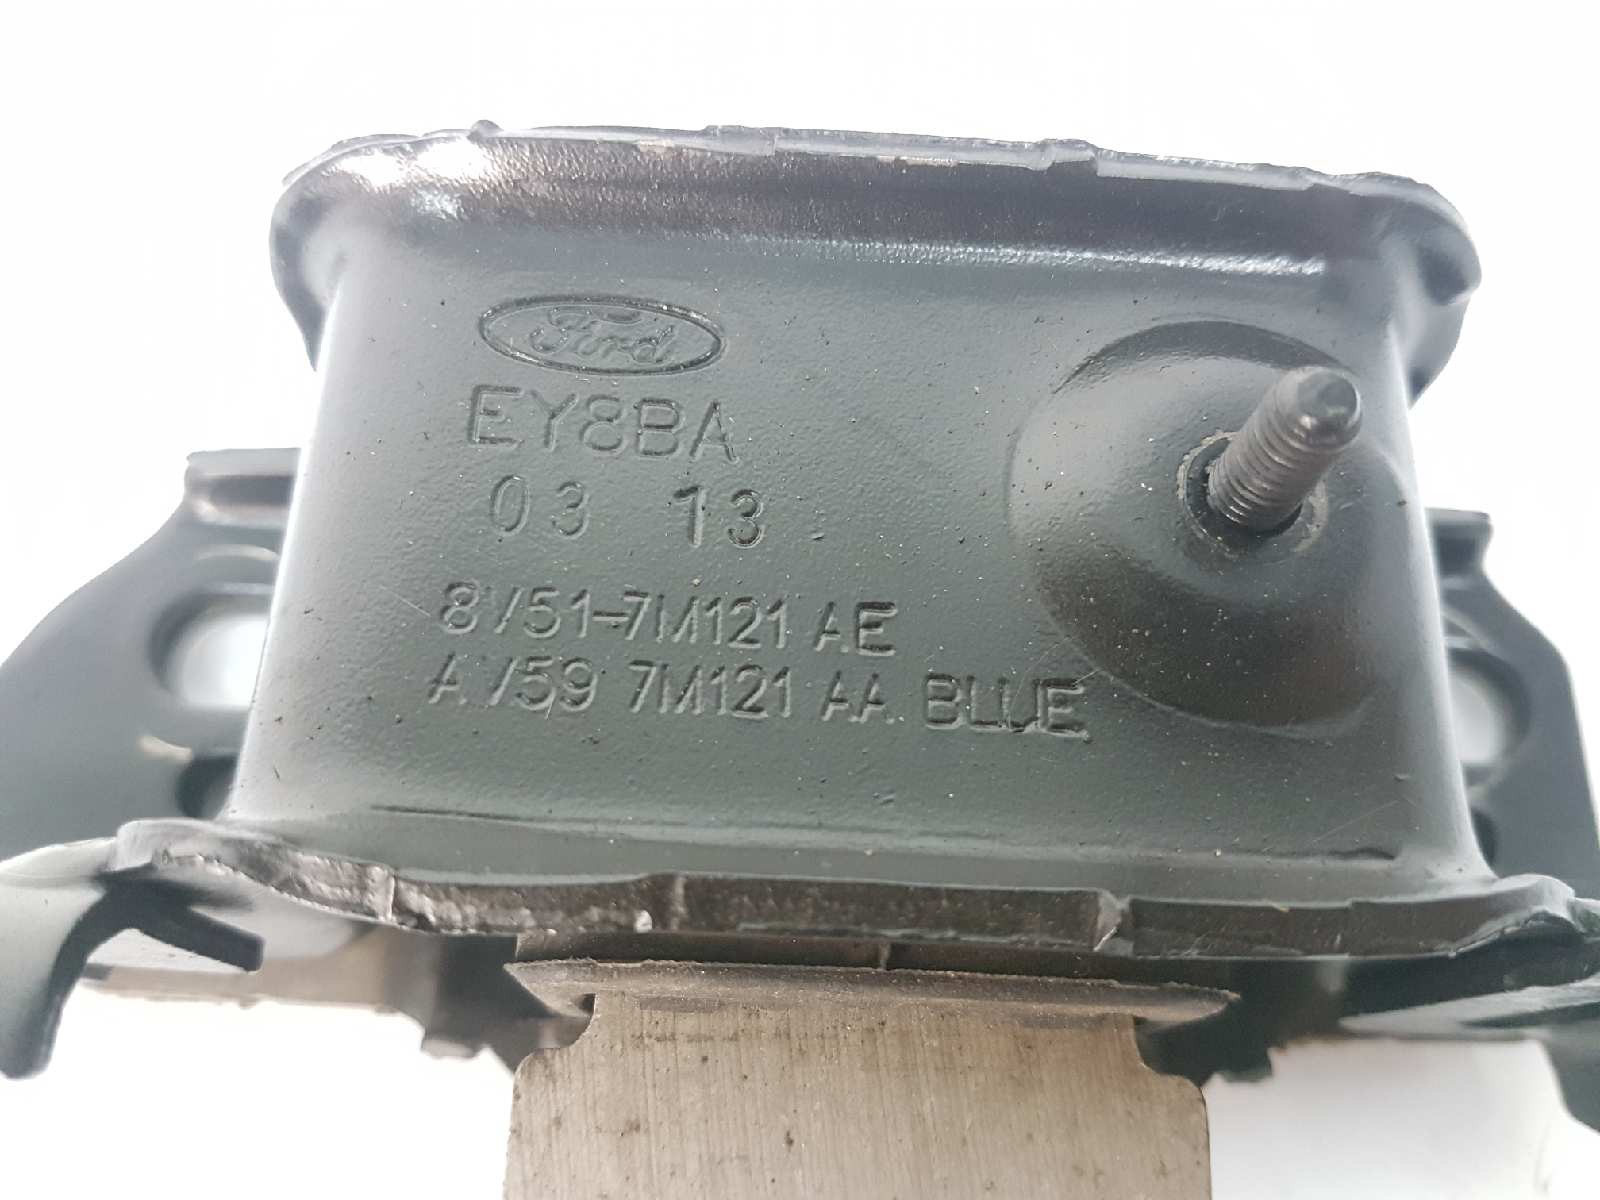 Ford
EY8BA
03 13
8V51-7M121 AE
AV59 7M121 AA BLUE